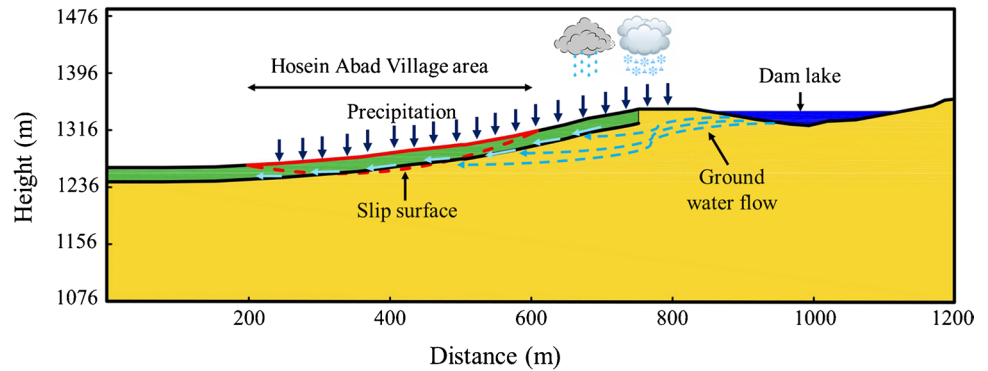 1476
1396
1316
1236
1156
1076
Height (m)
Hosein Abad Village area
Precipitation
Dam lake
Slip surface
Ground
water flow
200
400
600
800
1000
1200
Distance (m)